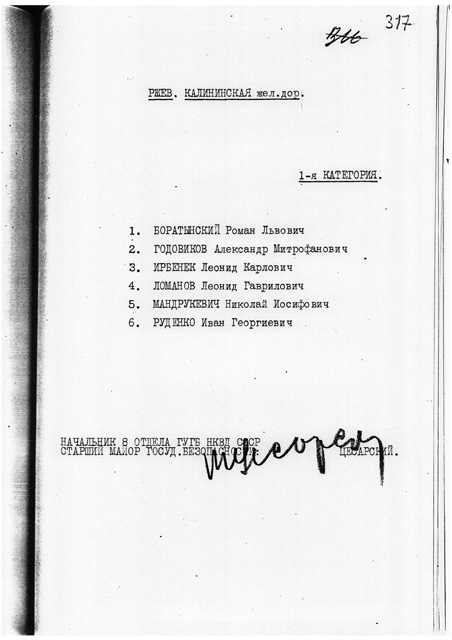 317
РЖЕВ. КАЛИНИНСКАЯ жел.дор.
1-я КАТЕГОРИЯ.
1. БОРАТЫНСКИЙ Роман Львович
2. ГОДОВИКОВ Александр Митрофанович
3. ИРБЕНЕК Леонид Карлович
4. ЛОМАНОВ Леонид Гаврилович
5. МАНДРУКЕВИЧ Николай Иосифович
6. РУДЕНКО Иван Георгиевич
НАЧАЛЬНИК 8 ОТДЕЛА ГУГБ НКВД СССР
СТАРШИЙ МАЙОР ГОСУД.БЕЗОПАСНОСТИ: ЦЕСАРСКИЙ.